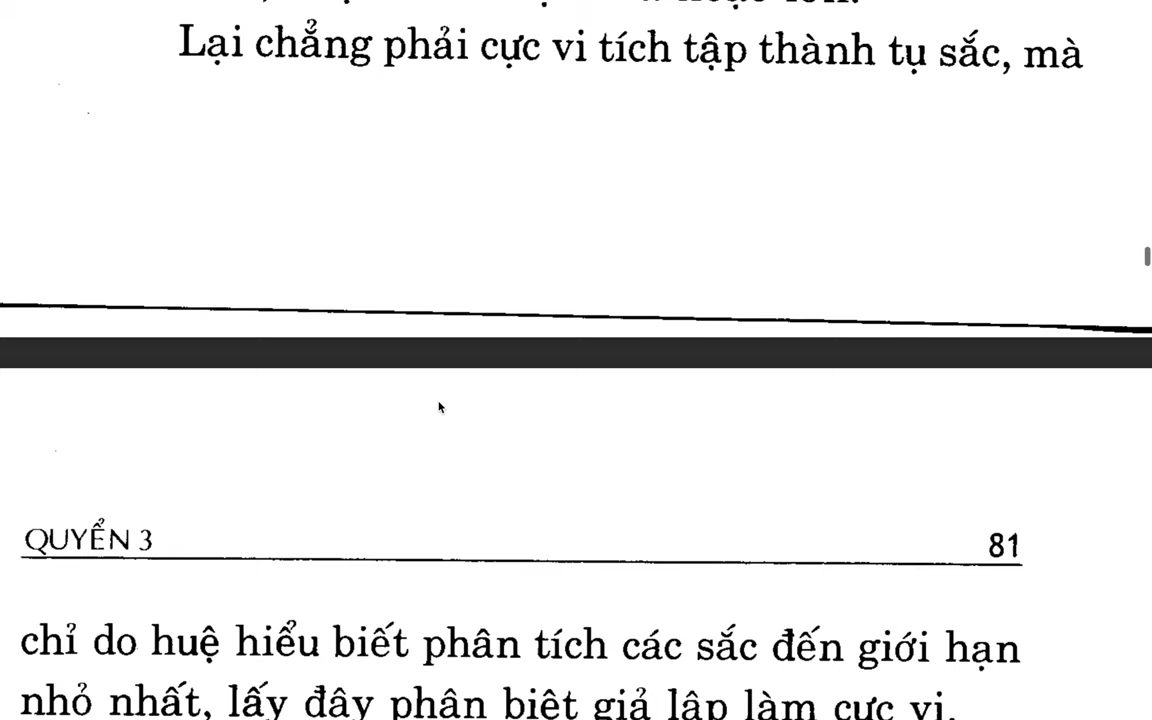 Lại chẳng phải cực vi tích tập thành tụ sắc, mà
QUYỂN 3 81
chỉ do huệ hiểu biết phân tích các sắc đến giới hạn
nhỏ nhất, lấy đây phân biệt giả lập làm cực vi.